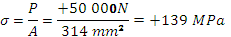 σ = P/A = +50 000N/314 mm² = +139 MPa